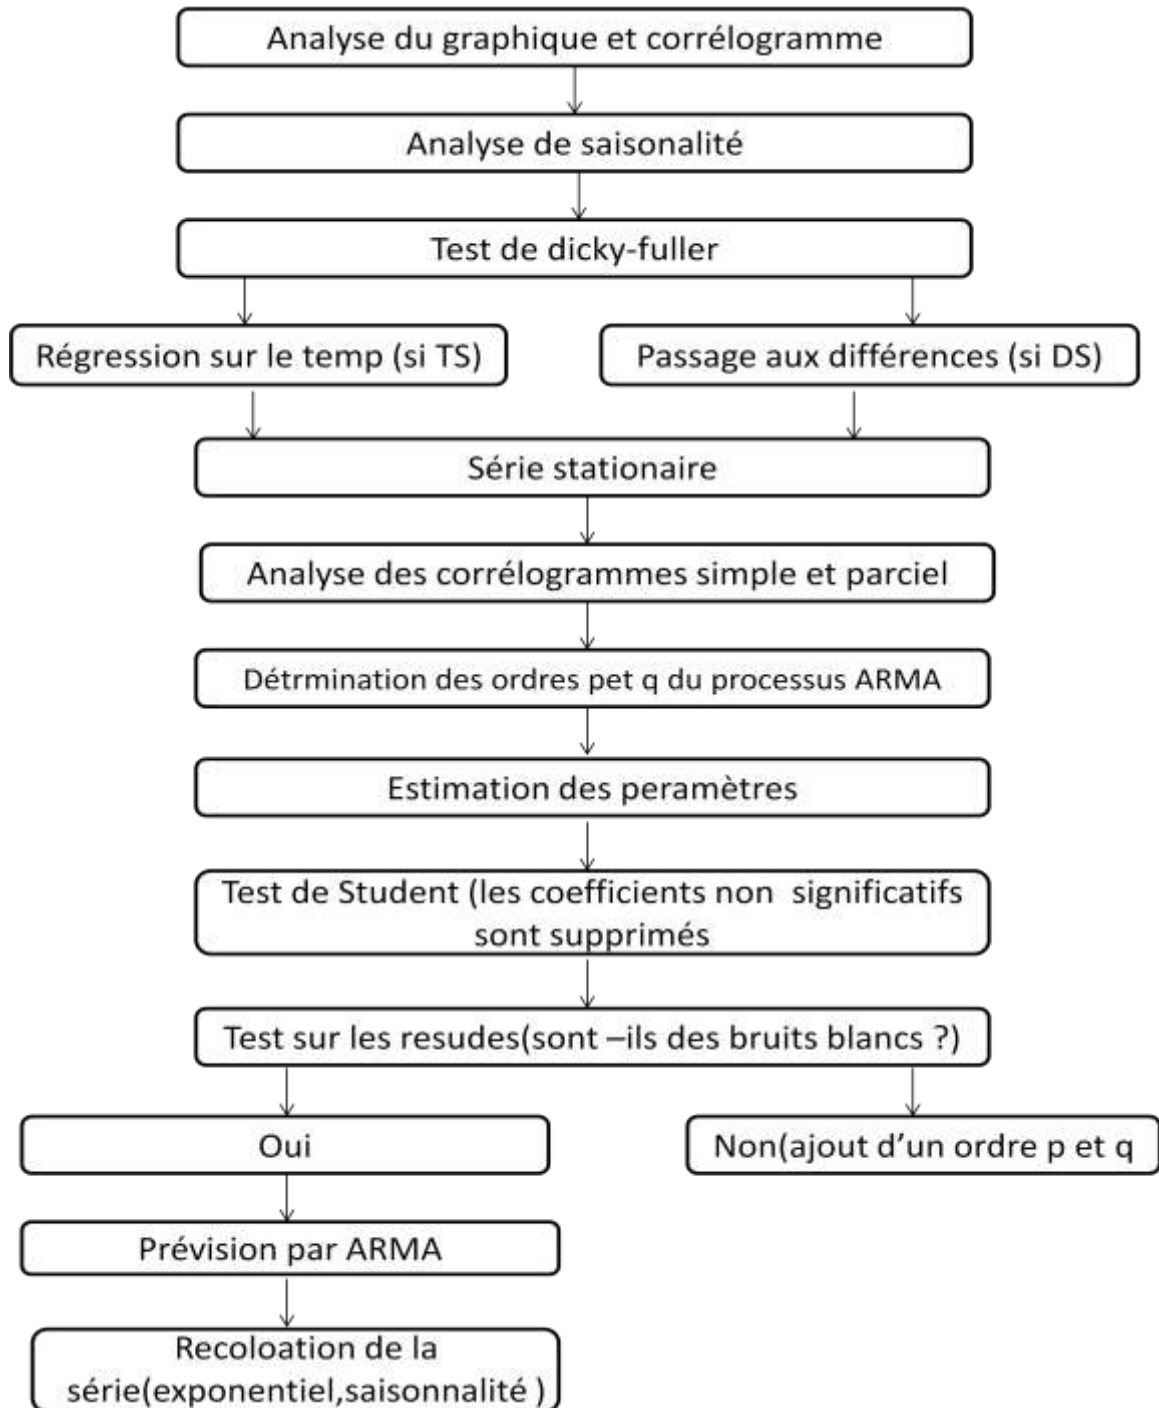 Analyse du graphique et corrélogramme
Analyse de saisonalité
Test de dicky-fuller
Régression sur le temp (si TS)
Passage aux différences (si DS)
Série stationaire
Analyse des corrélogrammes simple et parciel
Détrmination des ordres pet q du processus ARMA
Estimation des peramètres
Test de Student (les coefficients non significatifs
sont supprimés
Test sur les resudes(sont –ils des bruits blancs ?)
Oui
Non(ajout d'un ordre p et q
Prévision par ARMA
Recoloation de la
série(exponentiel,saisonnalité )